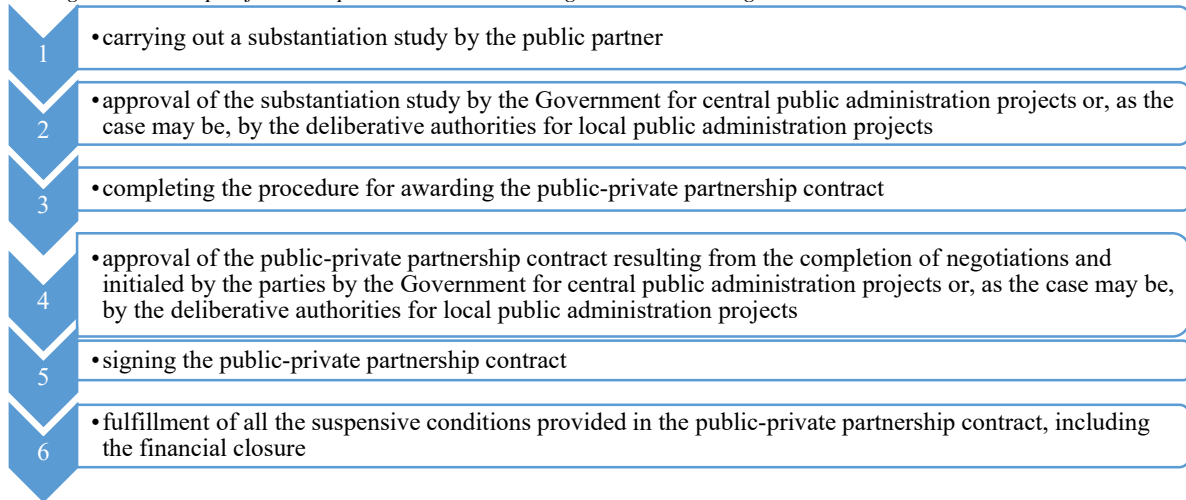 1
•carrying out a substantiation study by the public partner
2
•approval of the substantiation study by the Government for central public administration projects or, as the
case may be, by the deliberative authorities for local public administration projects
3
•completing the procedure for awarding the public-private partnership contract
4
•approval of the public-private partnership contract resulting from the completion of negotiations and
initialed by the parties by the Government for central public administration projects or, as the case may be,
by the deliberative authorities for local public administration projects
5
•signing the public-private partnership contract
6
•fulfillment of all the suspensive conditions provided in the public-private partnership contract, including
the financial closure